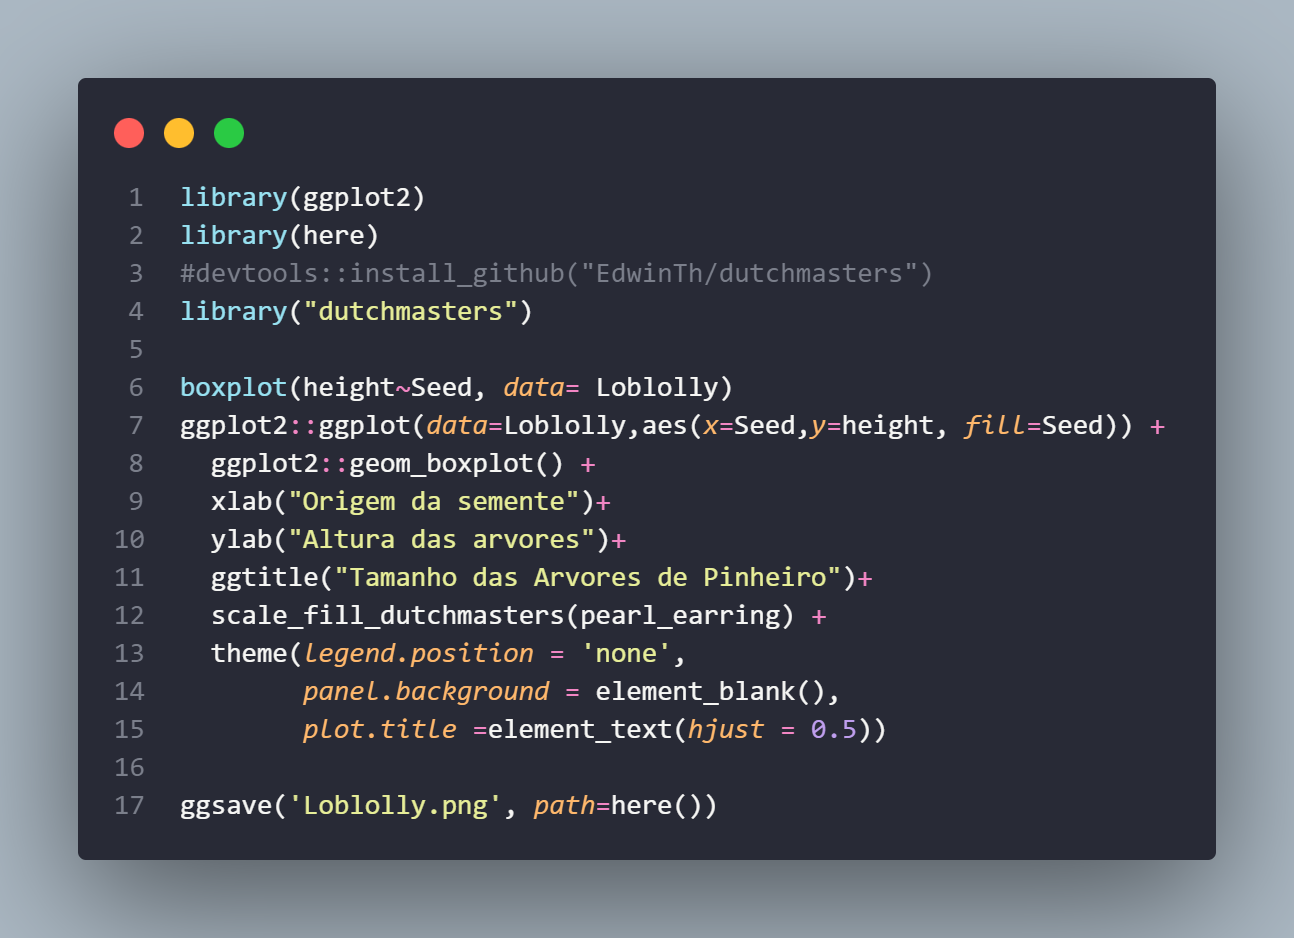 1 library(ggplot2)
2 library(here)
3 #devtools::install_github("EdwinTh/dutchmasters")
4 library("dutchmasters")
5
6 boxplot(height~Seed, data= Loblolly)
7 ggplot2::ggplot(data=Loblolly,aes(x=Seed,y=height, fill=Seed)) +
8   ggplot2::geom_boxplot() +
9   xlab("Origem da semente")+
10   ylab("Altura das arvores")+
11   ggtitle("Tamanho das Arvores de Pinheiro")+
12   scale_fill_dutchmasters(pearl_earring) +
13   theme(legend.position = 'none',
14         panel.background = element_blank(),
15         plot.title =element_text(hjust = 0.5))
16
17 ggsave('Loblolly.png', path=here())